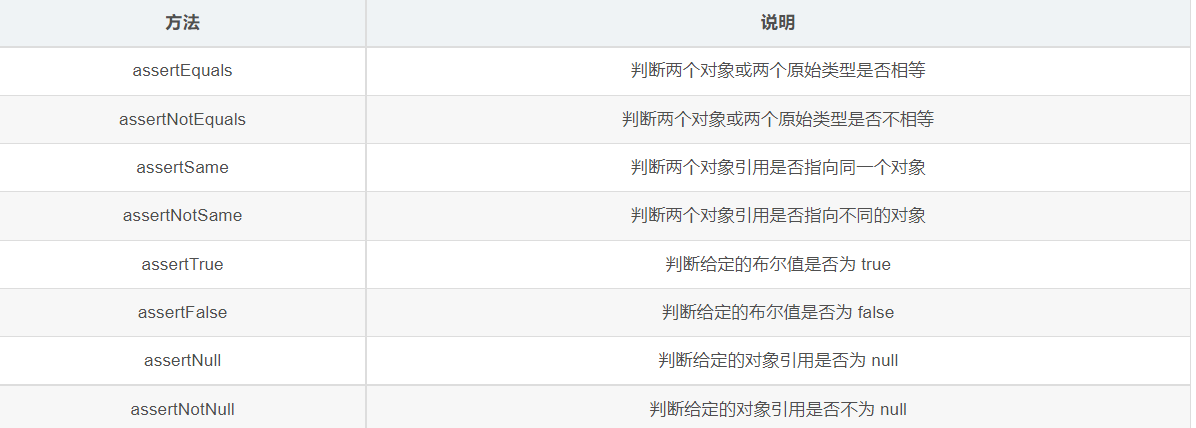 方法 说明
assertEquals 判断两个对象或两个原始类型是否相等
assertNotEquals 判断两个对象或两个原始类型是否不相等
assertSame 判断两个对象引用是否指向同一个对象
assertNotSame 判断两个对象引用是否指向不同的对象
assertTrue 判断给定的布尔值是否为 true
assertFalse 判断给定的布尔值是否为 false
assertNull 判断给定的对象引用是否为 null
assertNotNull 判断给定的对象引用是否不为 null